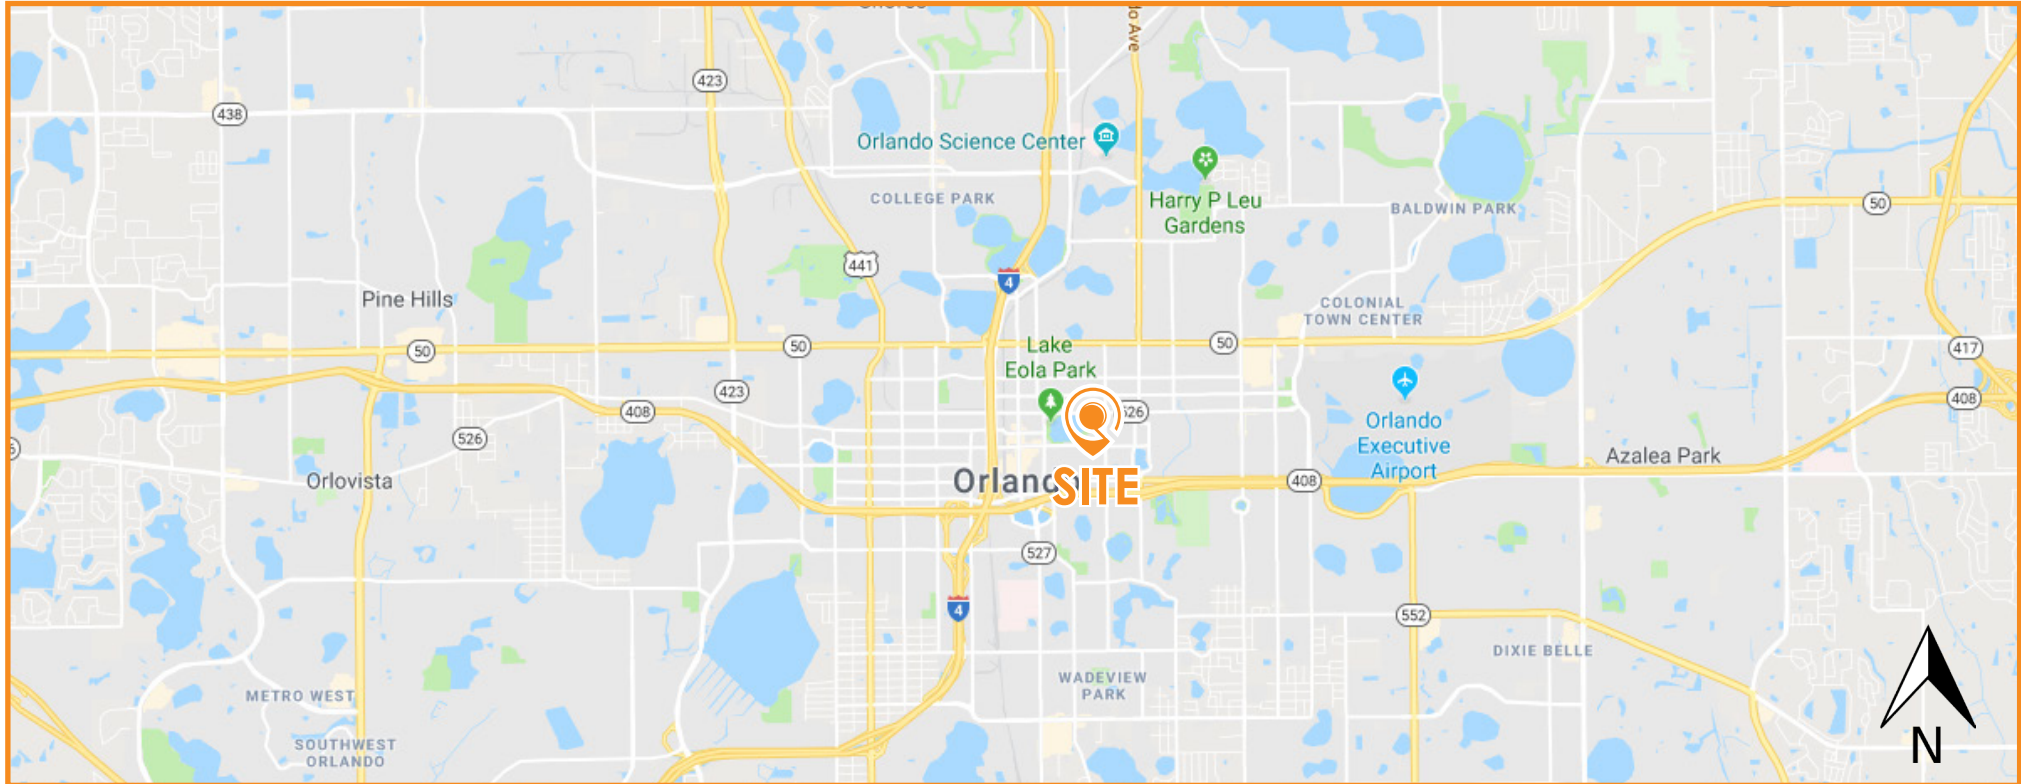 423
438
Orlando Science Center
COLLEGE PARK
Harry P Leu
Gardens
BALDWIN PARK
50
441
4
Pine Hills
COLONIAL
TOWN CENTER
50
50
50
Lake
Eola Park
417
423
408
408
526
526
Orlando
Executive
Airport
Azalea Park
Orlovista
SITE
408
527
4
552
DIXIE BELLE
WADEVIEW
PARK
METRO WEST
SOUTHWEST
ORLANDO
N